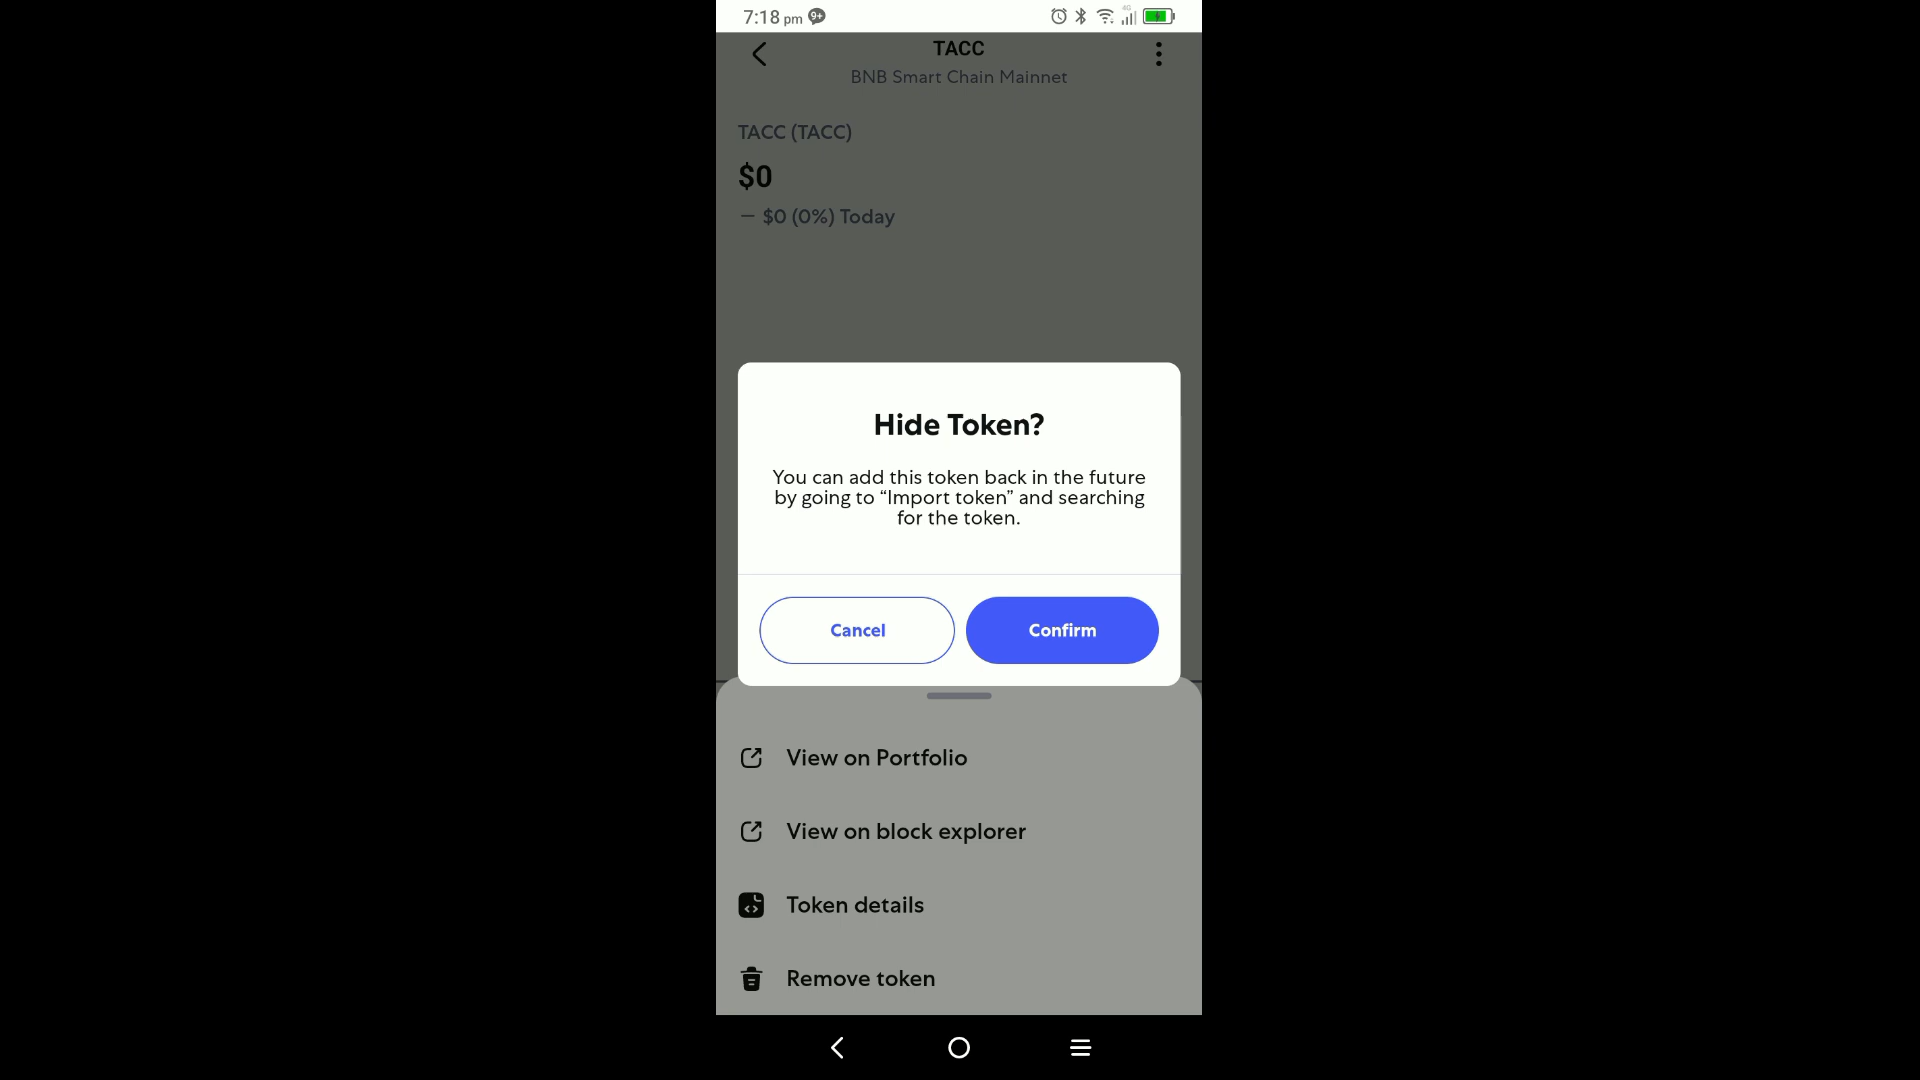 7:18 pm 9+ 4G
TACC
BNB Smart Chain Mainnet
TACC (TACC)
$0
— $0 (0%) Today
Hide Token?
You can add this token back in the future
by going to “Import token” and searching
for the token.
Cancel Confirm
View on Portfolio
View on block explorer
Token details
Remove token